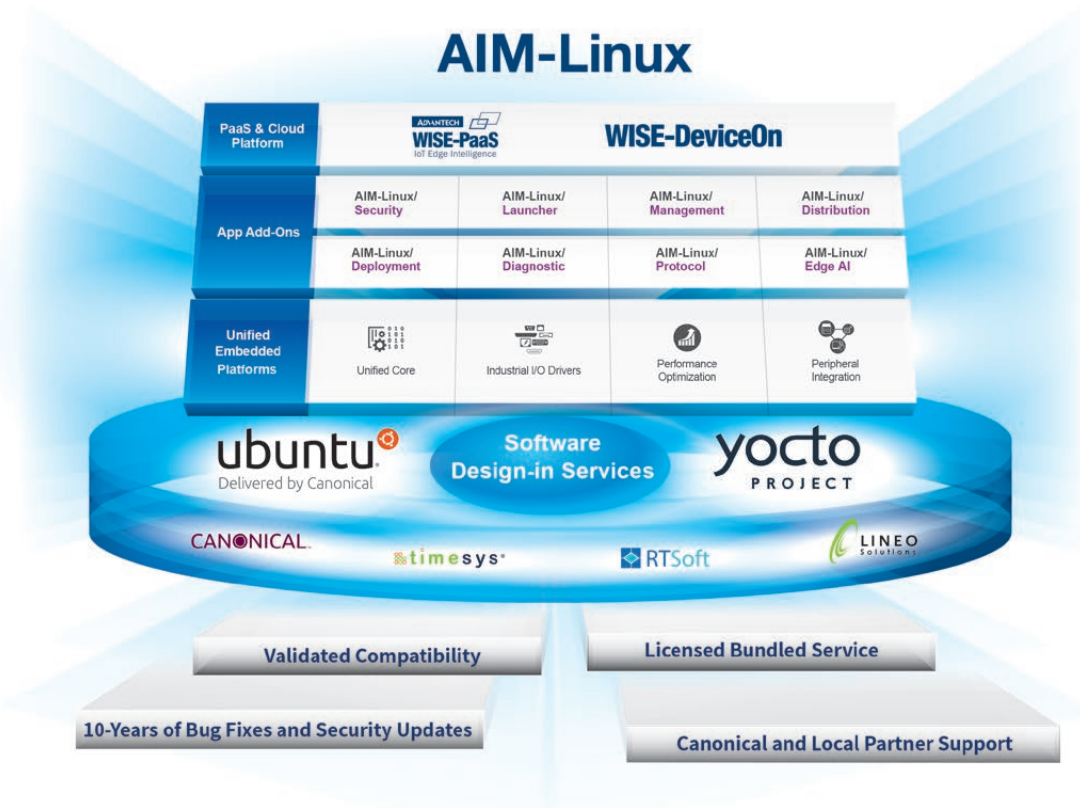 AIM-Linux
PaaS & Cloud
Platform
ADVANTECH
WISE-PaaS
IoT Edge Intelligence
WISE-DeviceOn
App Add-Ons
AIM-Linux/
Security
AIM-Linux/
Launcher
AIM-Linux/
Management
AIM-Linux/
Distribution
AIM-Linux/
Deployment
AIM-Linux/
Diagnostic
AIM-Linux/
Protocol
AIM-Linux/
Edge AI
Unified
Embedded
Platforms
010
101
010
101
Unified Core
Industrial I/O Drivers
Performance
Optimization
Peripheral
Integration
ubuntu
Delivered by Canonical
Software
Design-in Services
yocto
PROJECT
CANONICAL
timesys
RTSoft
LINEO
Solutions
Validated Compatibility
Licensed Bundled Service
10-Years of Bug Fixes and Security Updates
Canonical and Local Partner Support